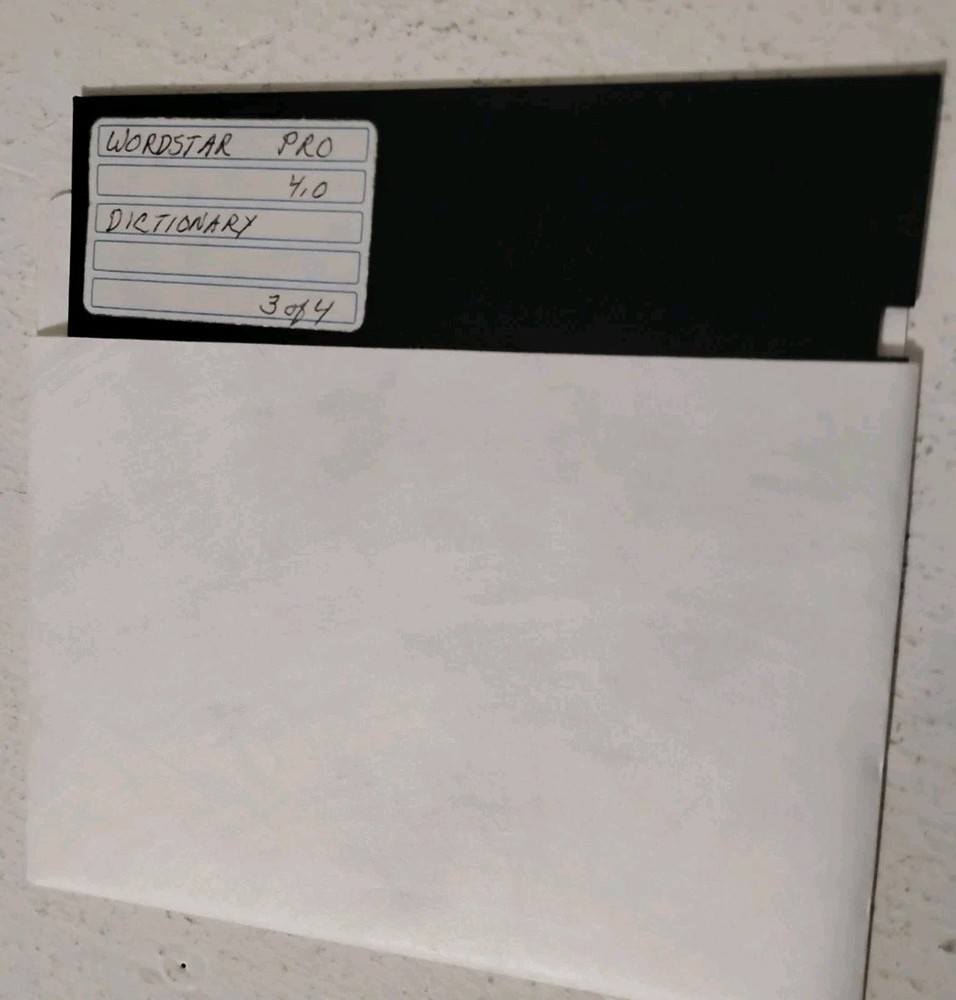 WORDSTAR PRO
4.0
DICTIONARY
3 of 4